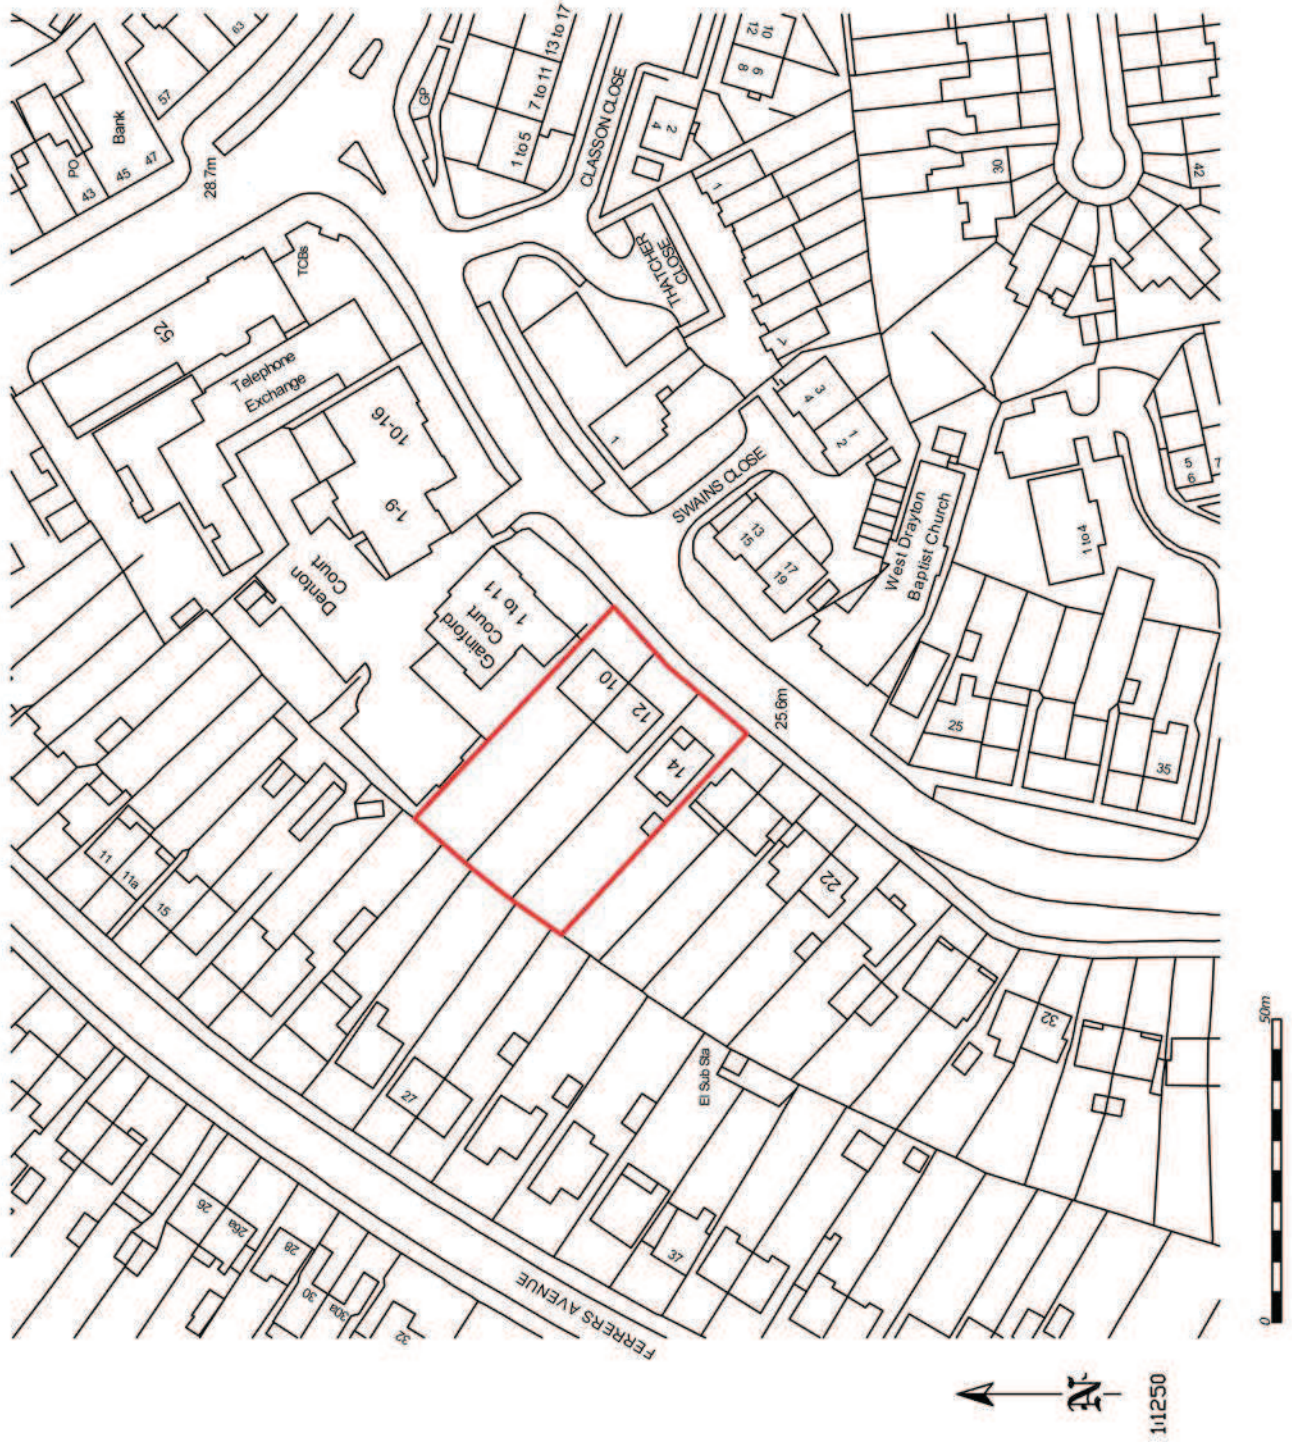 63
57
Bank
PO
43
45
47
28.7m
GP
1 to 5
7 to 11
13 to 17
CLASSON CLOSE
10
12
6
8
2
4
30
42
TCBs
52
Telephone
Exchange
10-16
1-9
THATCHER
CLOSE
1
1
3
4
1
2
1
SWAINS CLOSE
13
15
17
19
West Drayton
Baptist Church
1 to 4
5
6
7
Denton
Court
Gainford
Court
1 to 11
10
12
14
25.6m
25
35
11
11a
15
22
27
El Sub Sta
32
26
26a
28
30
30a
32
37
FERRERS AVENUE
0
50m
N
1:1250